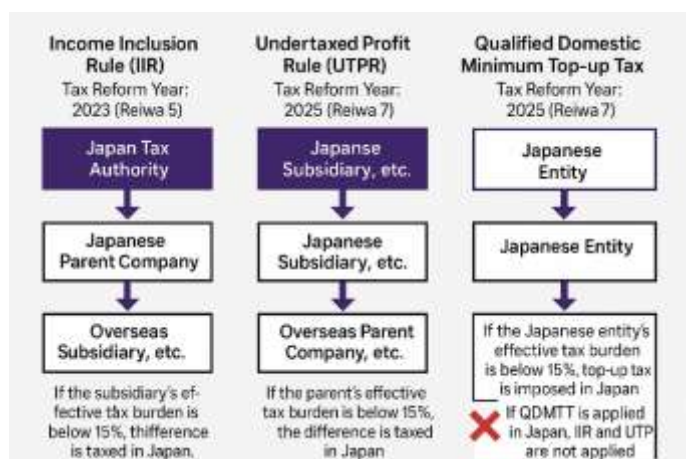 Income Inclusion
Rule (IIR)
Tax Reform Year:
2023 (Reiwa 5)
Japan Tax
Authority
Japanese
Parent Company
Overseas
Subsidiary, etc.
If the subsidiary's ef-
fective tax burden is
below 15%, thifference
is taxed in Japan.
Undertaxed Profit
Rule (UTPR)
Tax Reform Year:
2025 (Reiwa 7)
Japanse
Subsidiary, etc.
Japanese
Subsidiary, etc.
Overseas Parent
Company, etc.
If the parent's effective
tax burden is below 15%,
the difference is taxed
in Japan
Qualified Domestic
Minimum Top-up Tax
Tax Reform Year:
2025 (Reiwa 7)
Japanese
Entity
Japanese Entity
If the Japanese entity's
effective tax burden
is below 15%, top-up tax
is imposed in Japan
If QDMTT is applied
in Japan, IIR and UTP
are not applied